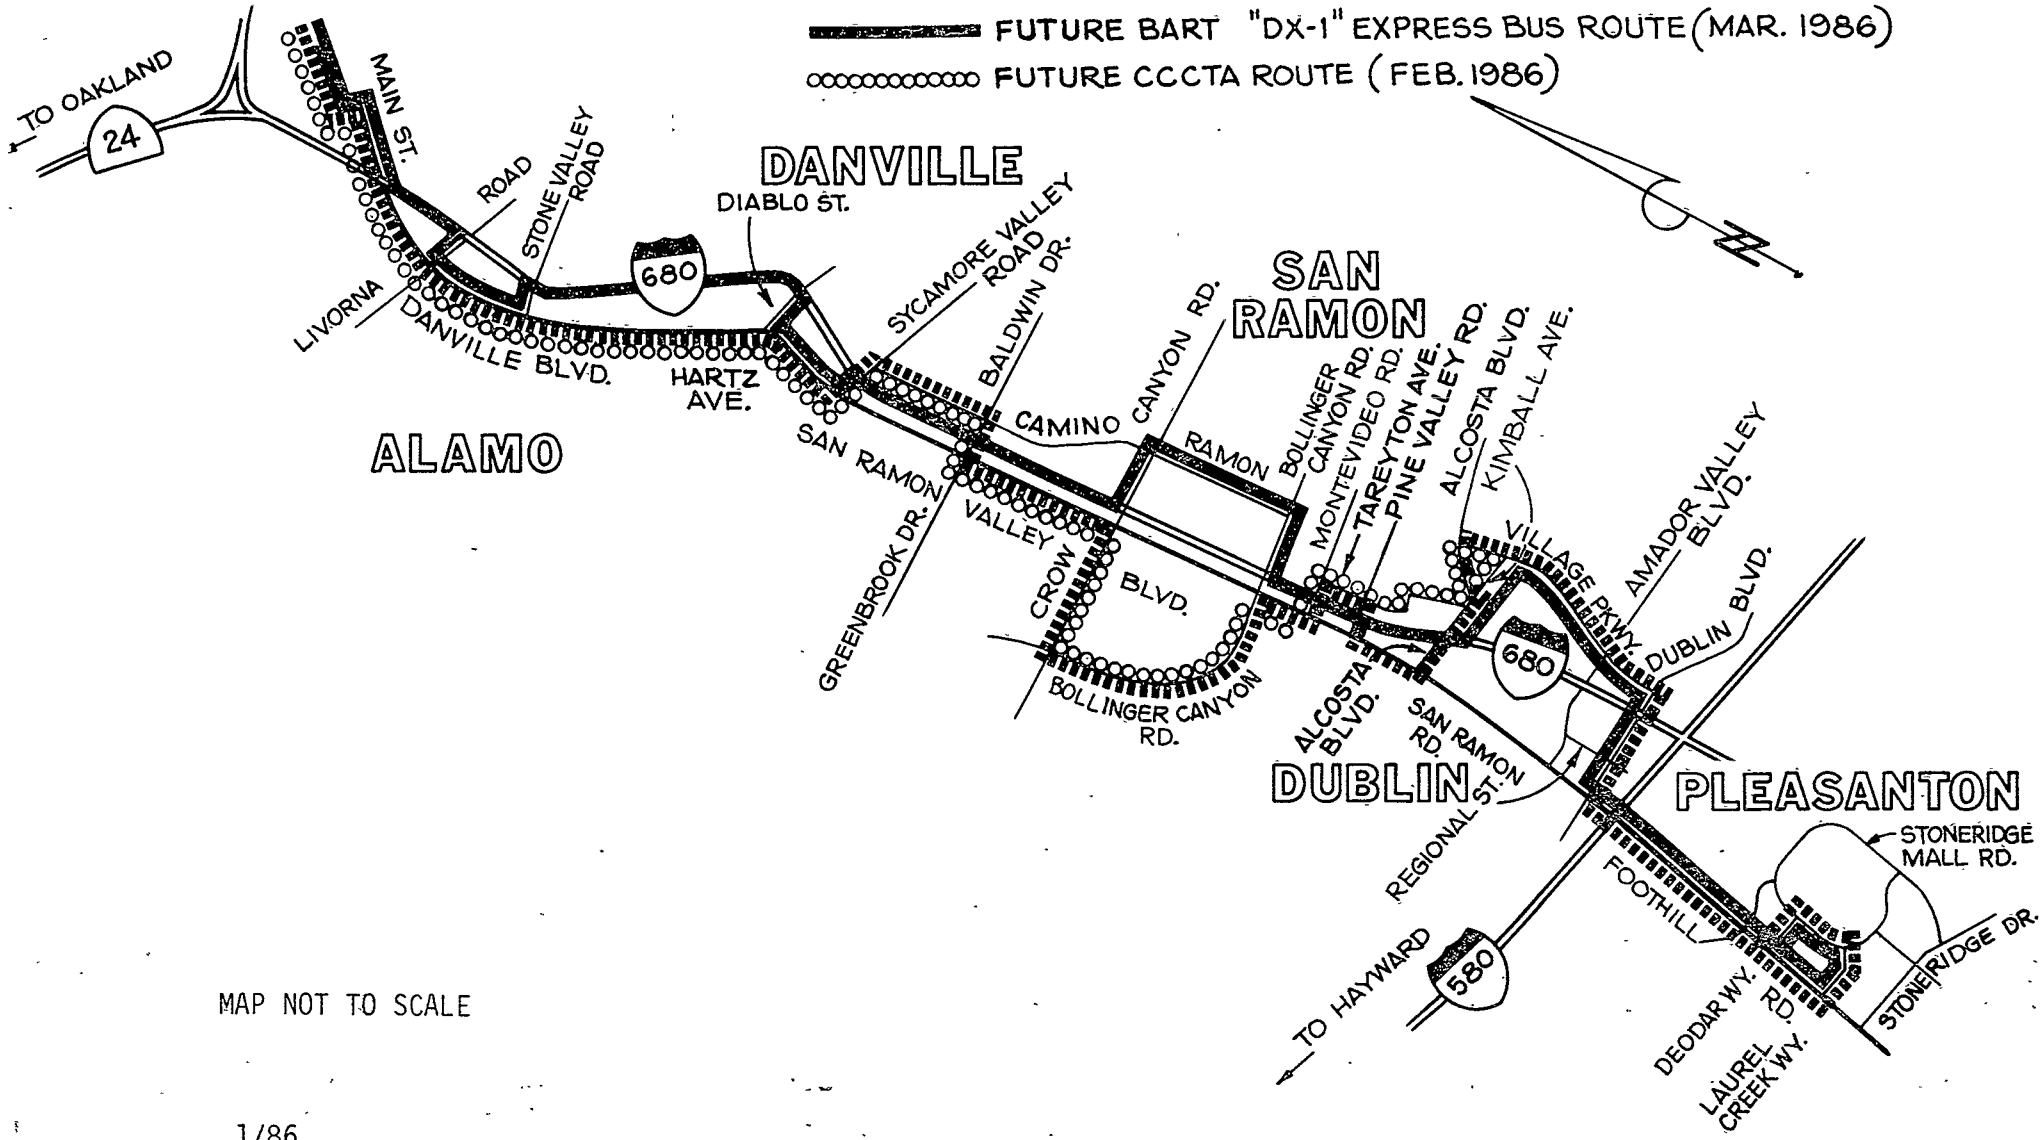 FUTURE BART "DX-1" EXPRESS BUS ROUTE (MAR. 1986)
FUTURE CCCTA ROUTE (FEB. 1986)
TO OAKLAND
24
MAIN ST.
ROAD
STONE VALLEY
ROAD
LIVORNA
DANVILLE BLVD.
680
DANVILLE
DIABLO ST.
HARTZ
AVE.
ALAMO
SYCAMORE VALLEY
ROAD
BALDWIN DR.
SAN RAMON
VALLEY
BLVD.
GREENBROOK DR.
CAMINO
RAMON
CANYON RD.
CROW
SAN
RAMON
BOLLINGER
CANYON RD.
MONTEVIDEO RD.
TAREYTON AVE.
PINE VALLEY RD.
ALCOSTA BLVD.
KIMBALL AVE.
BOLLINGER CANYON
RD.
VILLAGE PKWY.
AMADOR VALLEY
BLVD.
DUBLIN BLVD.
680
ALCOSTA
BLVD.
SAN RAMON
RD.
DUBLIN
REGIONAL ST.
PLEASANTON
STONERIDGE
MALL RD.
FOOTHILL
RD.
STONERIDGE DR.
DEODAR WY.
LAUREL
CREEK WY.
580
TO HAYWARD
N
MAP NOT TO SCALE
1/86